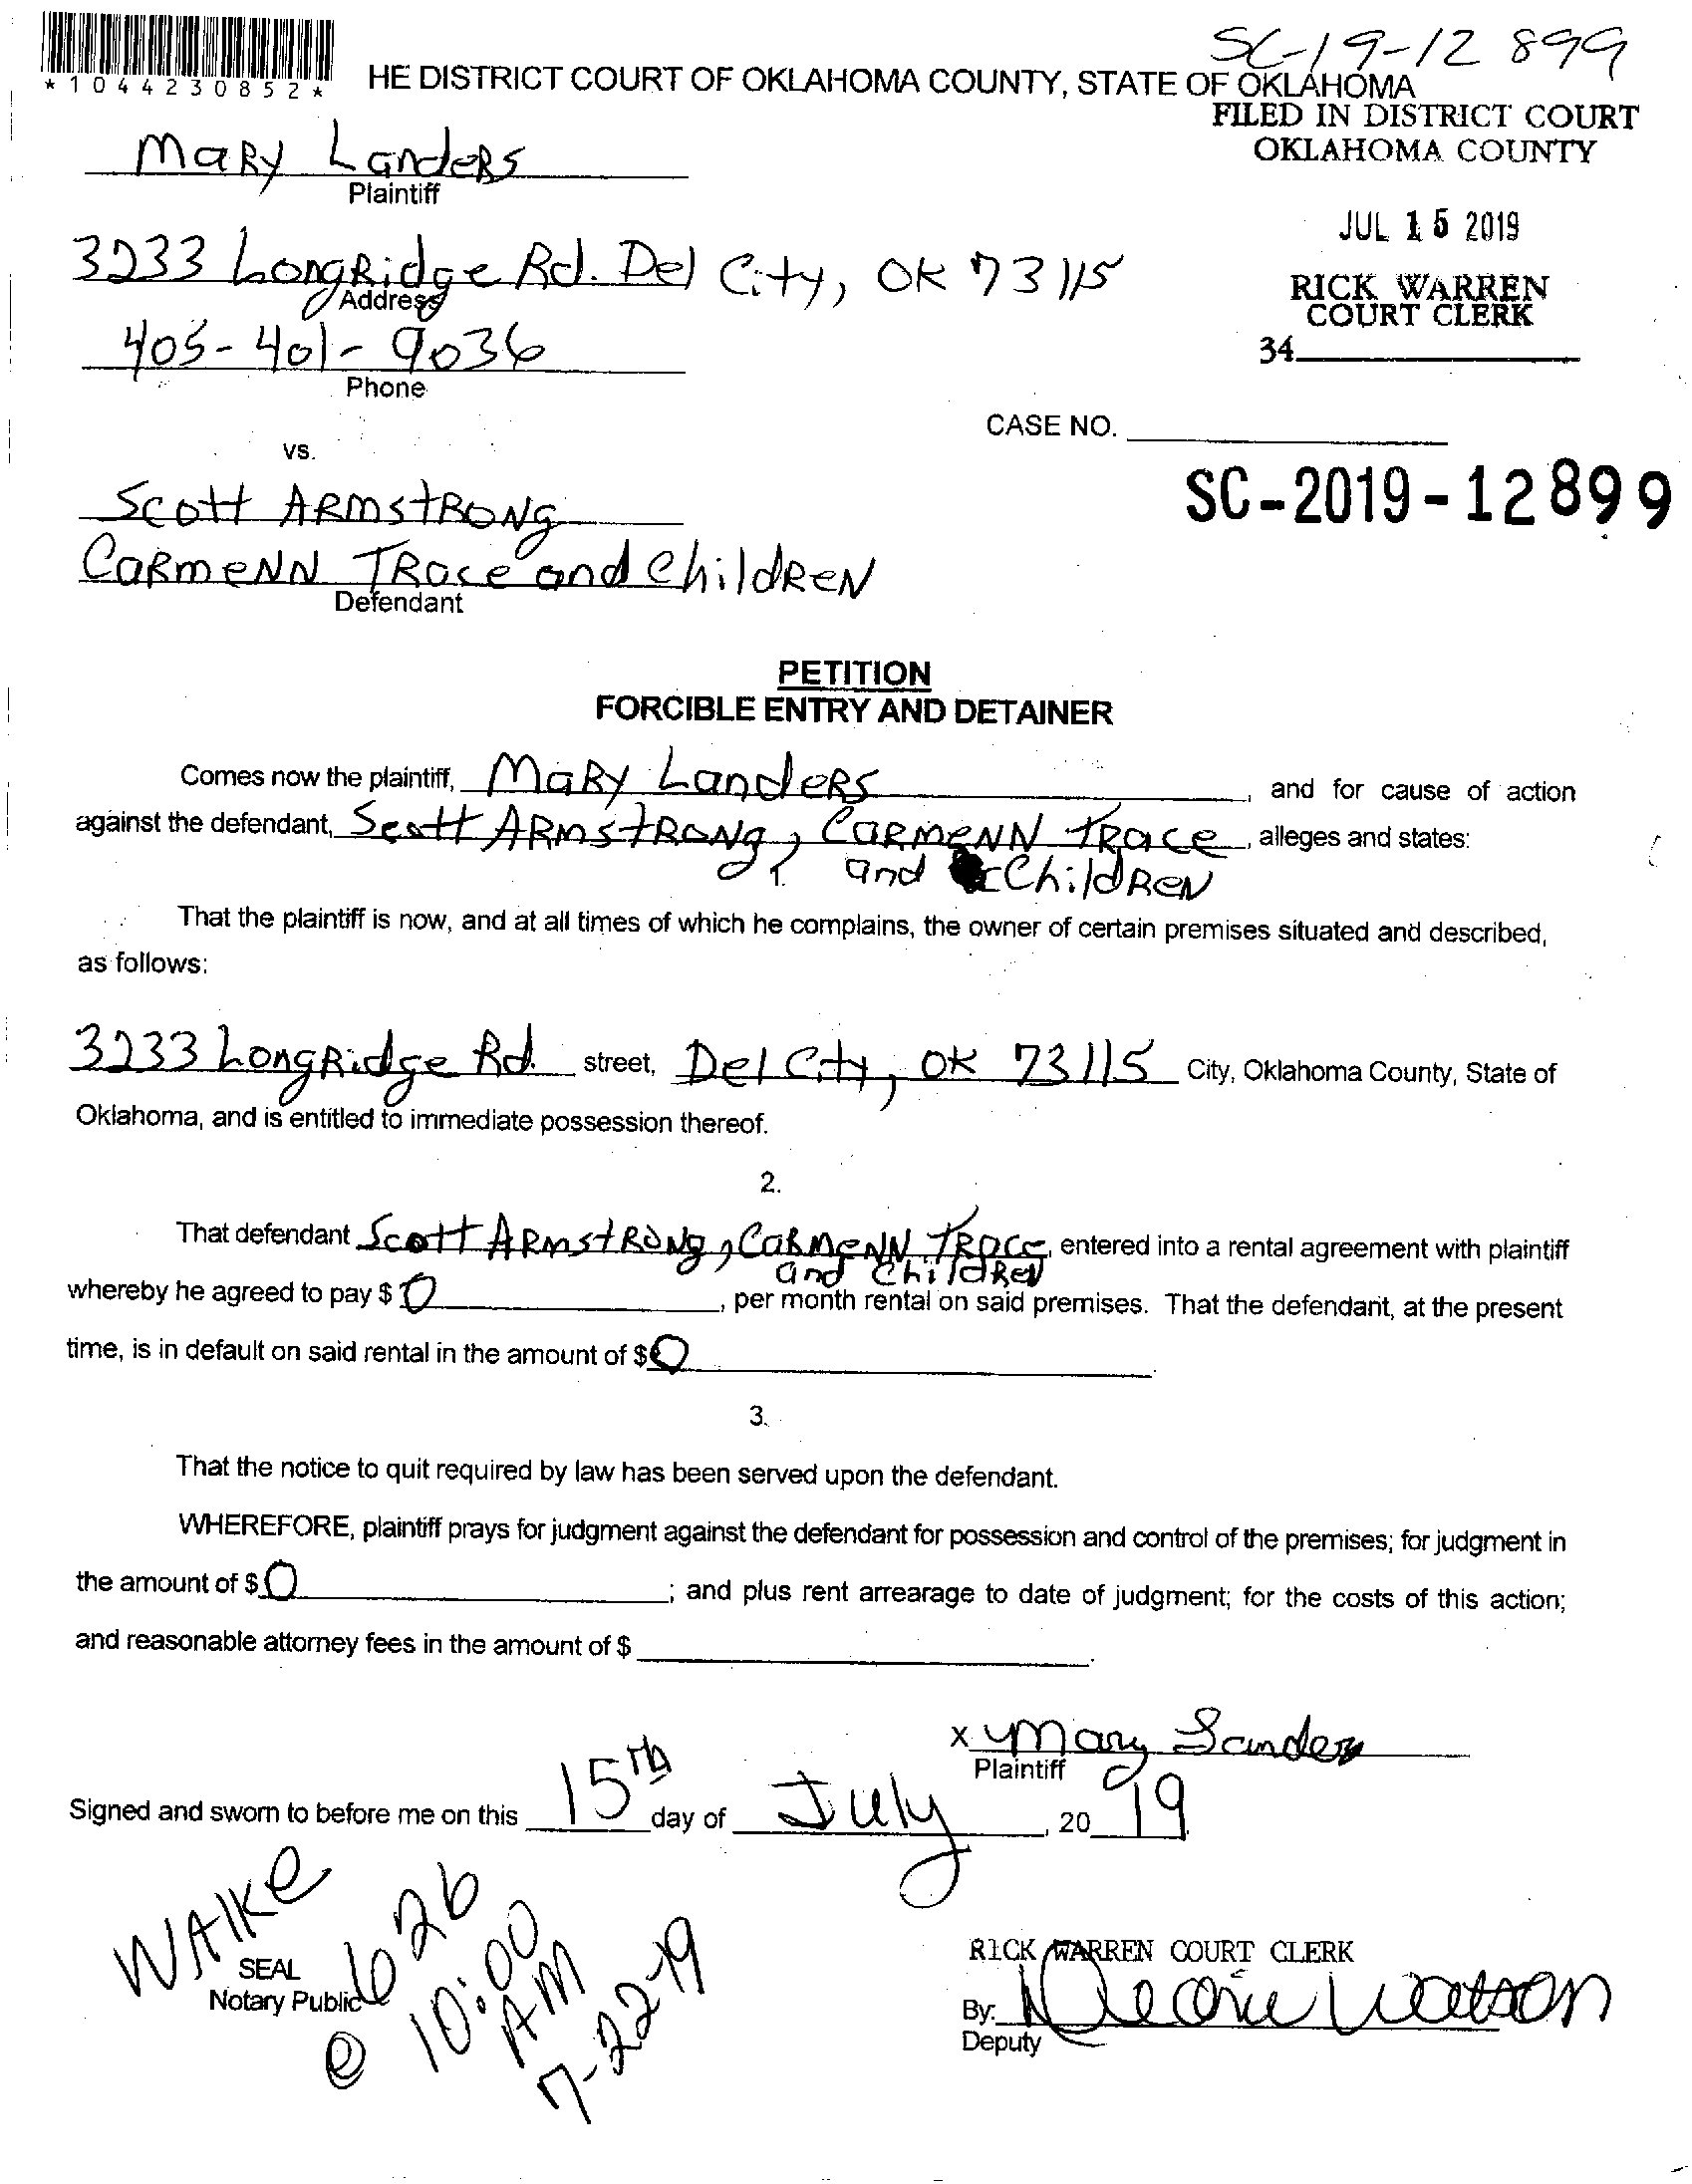 SC-19-12899
*1044230852*
HE DISTRICT COURT OF OKLAHOMA COUNTY, STATE OF OKLAHOMA
FILED IN DISTRICT COURT
OKLAHOMA COUNTY
MaRy LandeRs
Plaintiff
JUL 15 2019
3233 LongRidge Rd. Del City, OK 73115
Address
RICK WARREN
COURT CLERK
405-401-9036
34
Phone
CASE NO.
vs.
SC-2019-12899
Scott ARmstRoNg
CaRmeNN TRace and ChildReN
Defendant
PETITION
FORCIBLE ENTRY AND DETAINER
Comes now the plaintiff, MaRy LandeRs, and for cause of action
against the defendant, Scott ARmstRoNg, CaRmeNN TRace, alleges and states:
and ChildReN
That the plaintiff is now, and at all times of which he complains, the owner of certain premises situated and described,
as follows:
3233 LongRidge Rd. street, Del City, OK 73115 City, Oklahoma County, State of
Oklahoma, and is entitled to immediate possession thereof.
2.
That defendant Scott ARmstRoNg, CaRmeNN TRace, entered into a rental agreement with plaintiff
and ChildReN
whereby he agreed to pay $ 0, per month rental on said premises. That the defendant, at the present
time, is in default on said rental in the amount of $ 0.
3.
That the notice to quit required by law has been served upon the defendant.
WHEREFORE, plaintiff prays for judgment against the defendant for possession and control of the premises; for judgment in
the amount of $ 0; and plus rent arrearage to date of judgment; for the costs of this action;
and reasonable attorney fees in the amount of $
x Mary Landers
Plaintiff
Signed and sworn to before me on this 15th day of July, 2019.
WAlke
626
@ 10:00
AM
7-22-19
SEAL
Notary Public
RICK WARREN COURT CLERK
By: Watson
Deputy